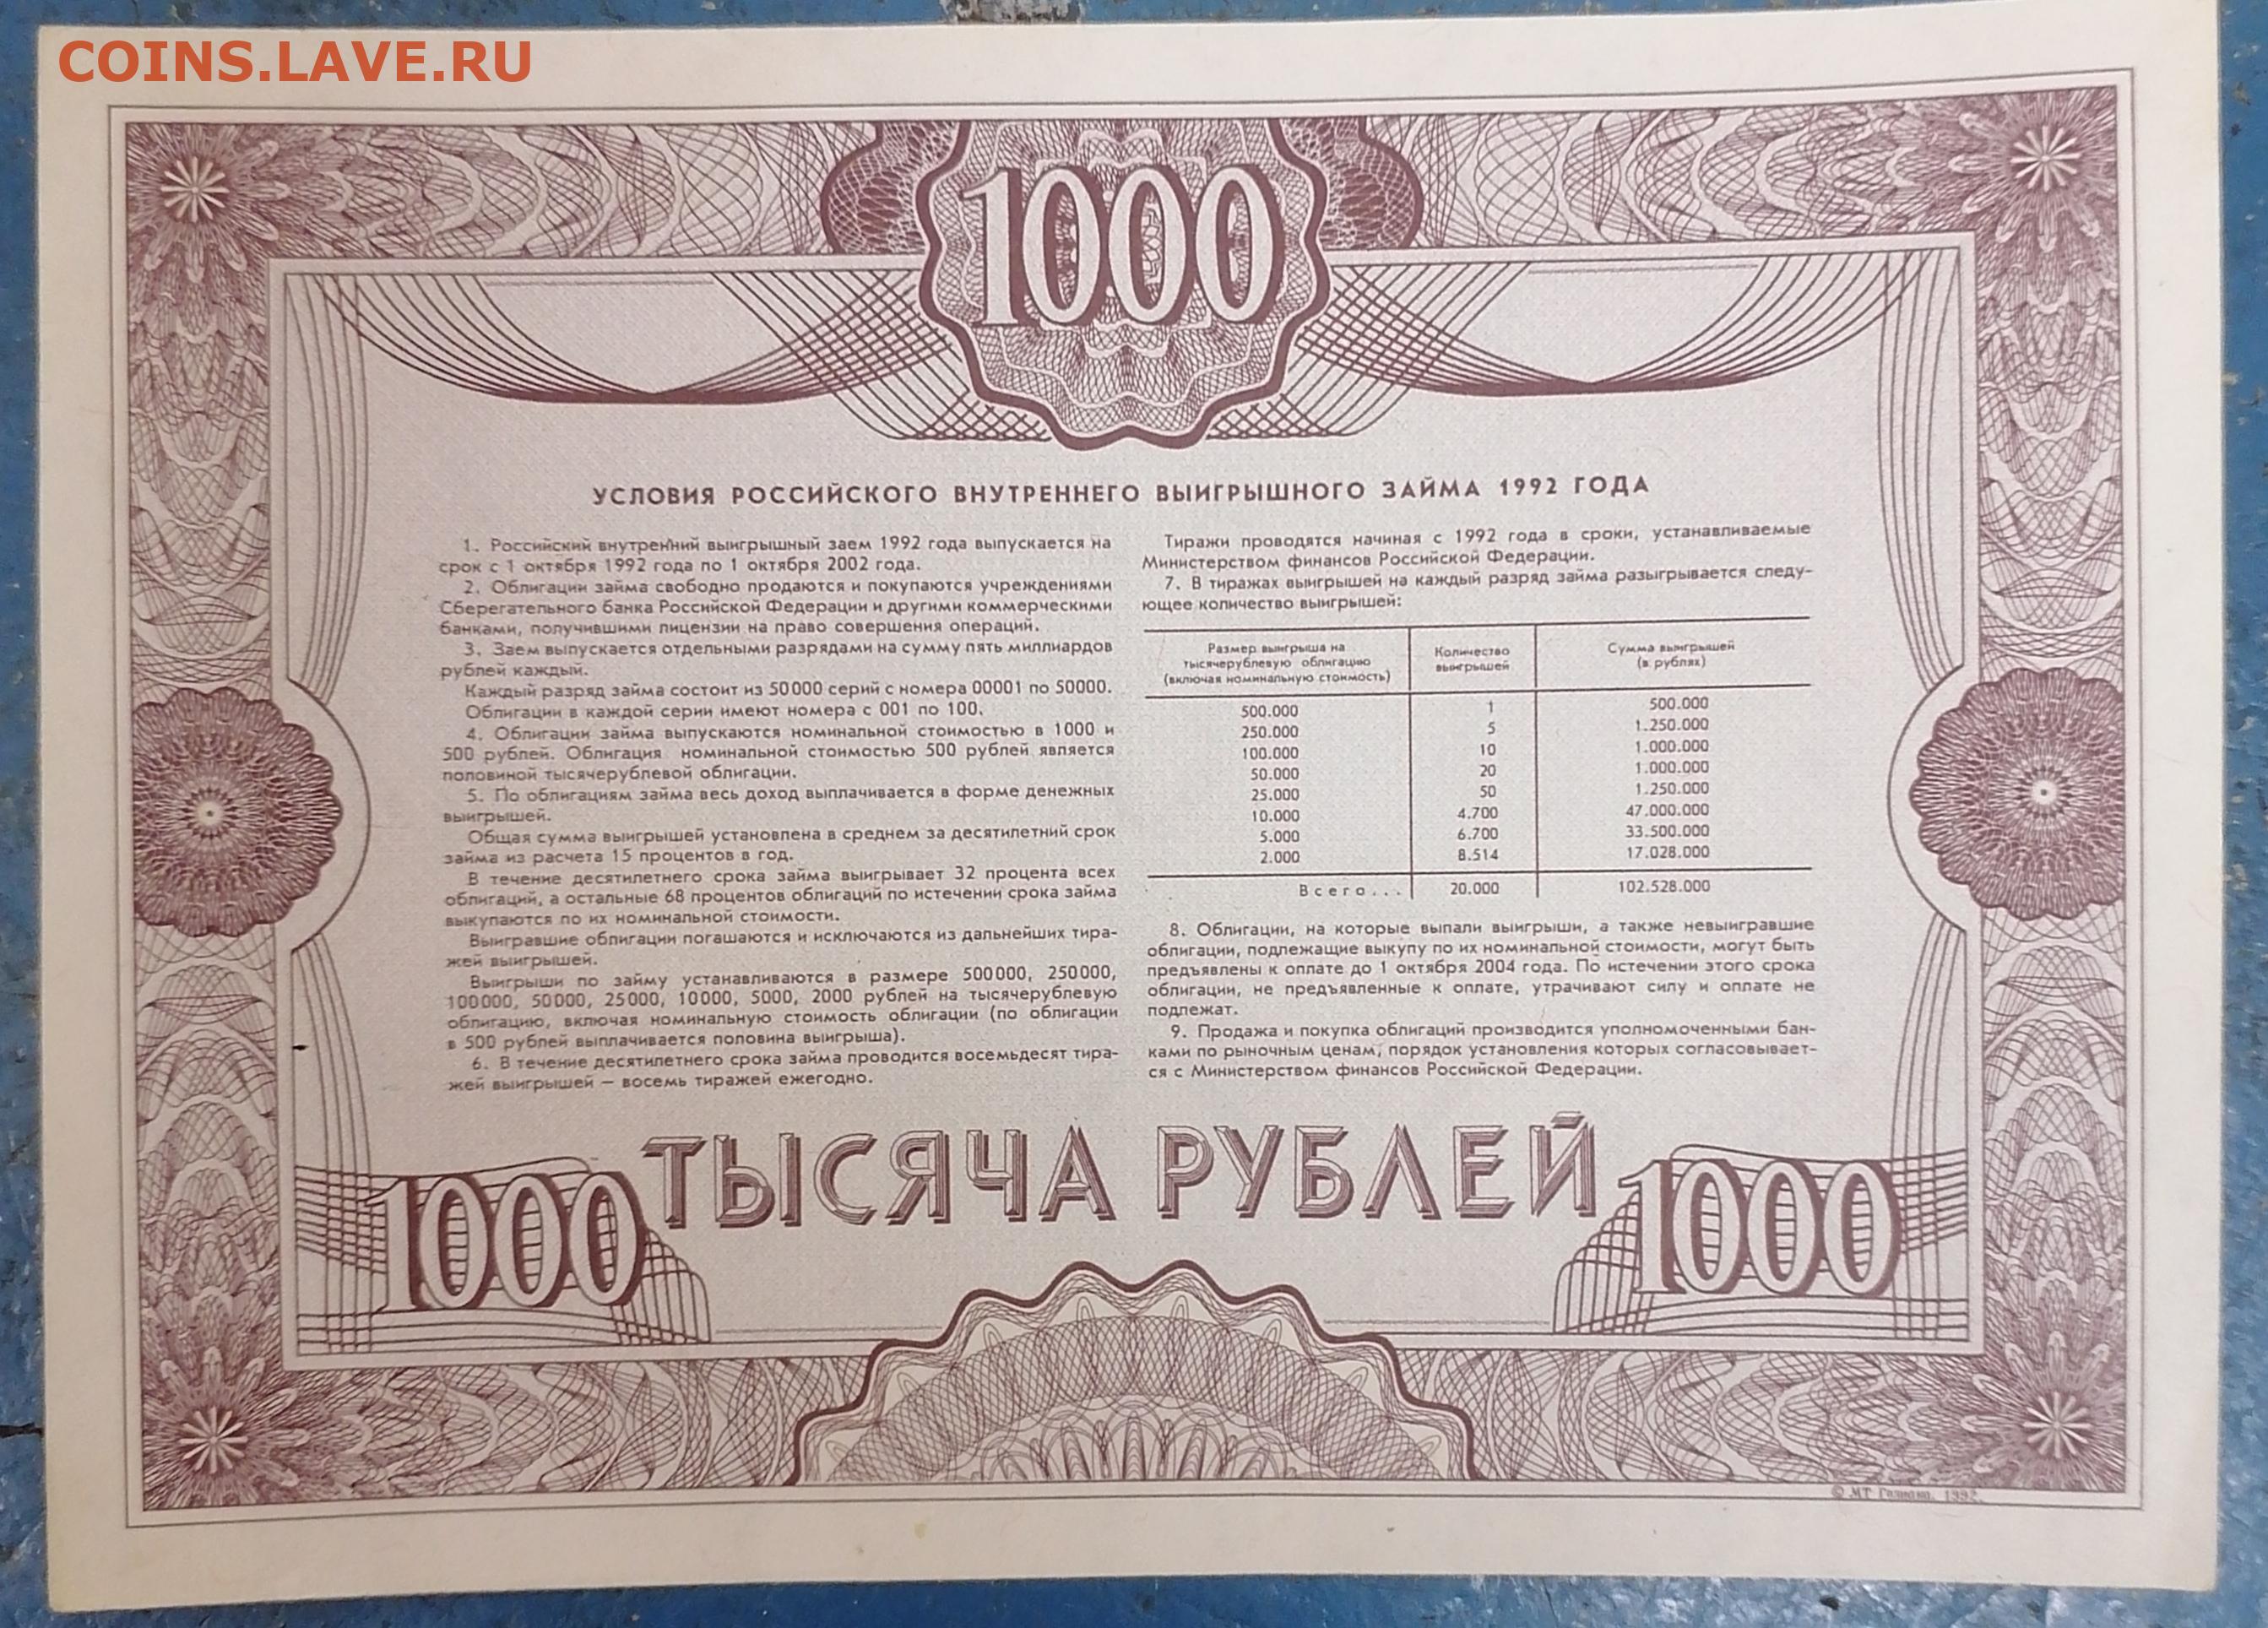 COINS.LAVE.RU
1000
УСЛОВИЯ РОССИЙСКОГО ВНУТРЕННЕГО ВЫИГРЫШНОГО ЗАЙМА 1992 ГОДА
1. Российский внутренний выигрышный заем 1992 года выпускается на
срок с 1 октября 1992 года по 1 октября 2002 года.
2. Облигации займа свободно продаются и покупаются учреждениями
Сберегательного банка Российской Федерации и другими коммерческими
банками, получившими лицензии на право совершения операций.
3. Заем выпускается отдельными разрядами на сумму пять миллиардов
рублей каждый.
Каждый разряд займа состоит из 50000 серий с номера 00001 по 50000.
Облигации в каждой серии имеют номера с 001 по 100.
4. Облигации займа выпускаются номинальной стоимостью в 1000 и
500 рублей. Облигация номинальной стоимостью 500 рублей является
половиной тысячерублевой облигации.
5. По облигациям займа весь доход выплачивается в форме денежных
выигрышей.
Общая сумма выигрышей установлена в среднем за десятилетний срок
займа из расчета 15 процентов в год.
В течение десятилетнего срока займа выигрывает 32 процента всех
облигаций, а остальные 68 процентов облигаций по истечении срока займа
выкупаются по их номинальной стоимости.
Выигравшие облигации погашаются и исключаются из дальнейших тира-
жей выигрышей.
Выигрыши по займу устанавливаются в размере 500000, 250000,
100000, 50000, 25000, 10000, 5000, 2000 рублей на тысячерублевую
облигацию, включая номинальную стоимость облигации (по облигации
в 500 рублей выплачивается половина выигрыша).
6. В течение десятилетнего срока займа проводится восемьдесят тира-
жей выигрышей — восемь тиражей ежегодно.
Тиражи проводятся начиная с 1992 года в сроки, устанавливаемые
Министерством финансов Российской Федерации.
7. В тиражах выигрышей на каждый разряд займа разыгрывается следу-
ющее количество выигрышей:
Размер выигрыша на
тысячерублевую облигацию
(включая номинальную стоимость)
Количество
выигрышей
Сумма выигрышей
(в рублях)
500.000 1 500.000
250.000 5 1.250.000
100.000 10 1.000.000
50.000 20 1.000.000
25.000 50 1.250.000
10.000 4.700 47.000.000
5.000 6.700 33.500.000
2.000 8.514 17.028.000
Всего... 20.000 102.528.000
8. Облигации, на которые выпали выигрыши, а также невыигравшие
облигации, подлежащие выкупу по их номинальной стоимости, могут быть
предъявлены к оплате до 1 октября 2004 года. По истечении этого срока
облигации, не предъявленные к оплате, утрачивают силу и оплате не
подлежат.
9. Продажа и покупка облигаций производится уполномоченными бан-
ками по рыночным ценам, порядок установления которых согласовывает-
ся с Министерством финансов Российской Федерации.
1000 ТЫСЯЧА РУБЛЕЙ 1000
© МТ Гознака. 1992.